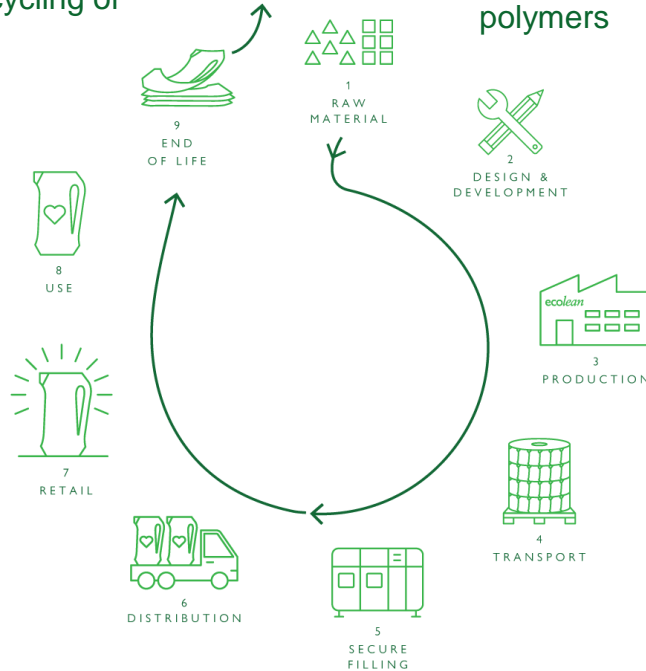 cycling of
polymers
1
RAW
MATERIAL
2
DESIGN &
DEVELOPMENT
ecolean
3
PRODUCTION
4
TRANSPORT
5
SECURE
FILLING
6
DISTRIBUTION
7
RETAIL
8
USE
9
END
OF LIFE